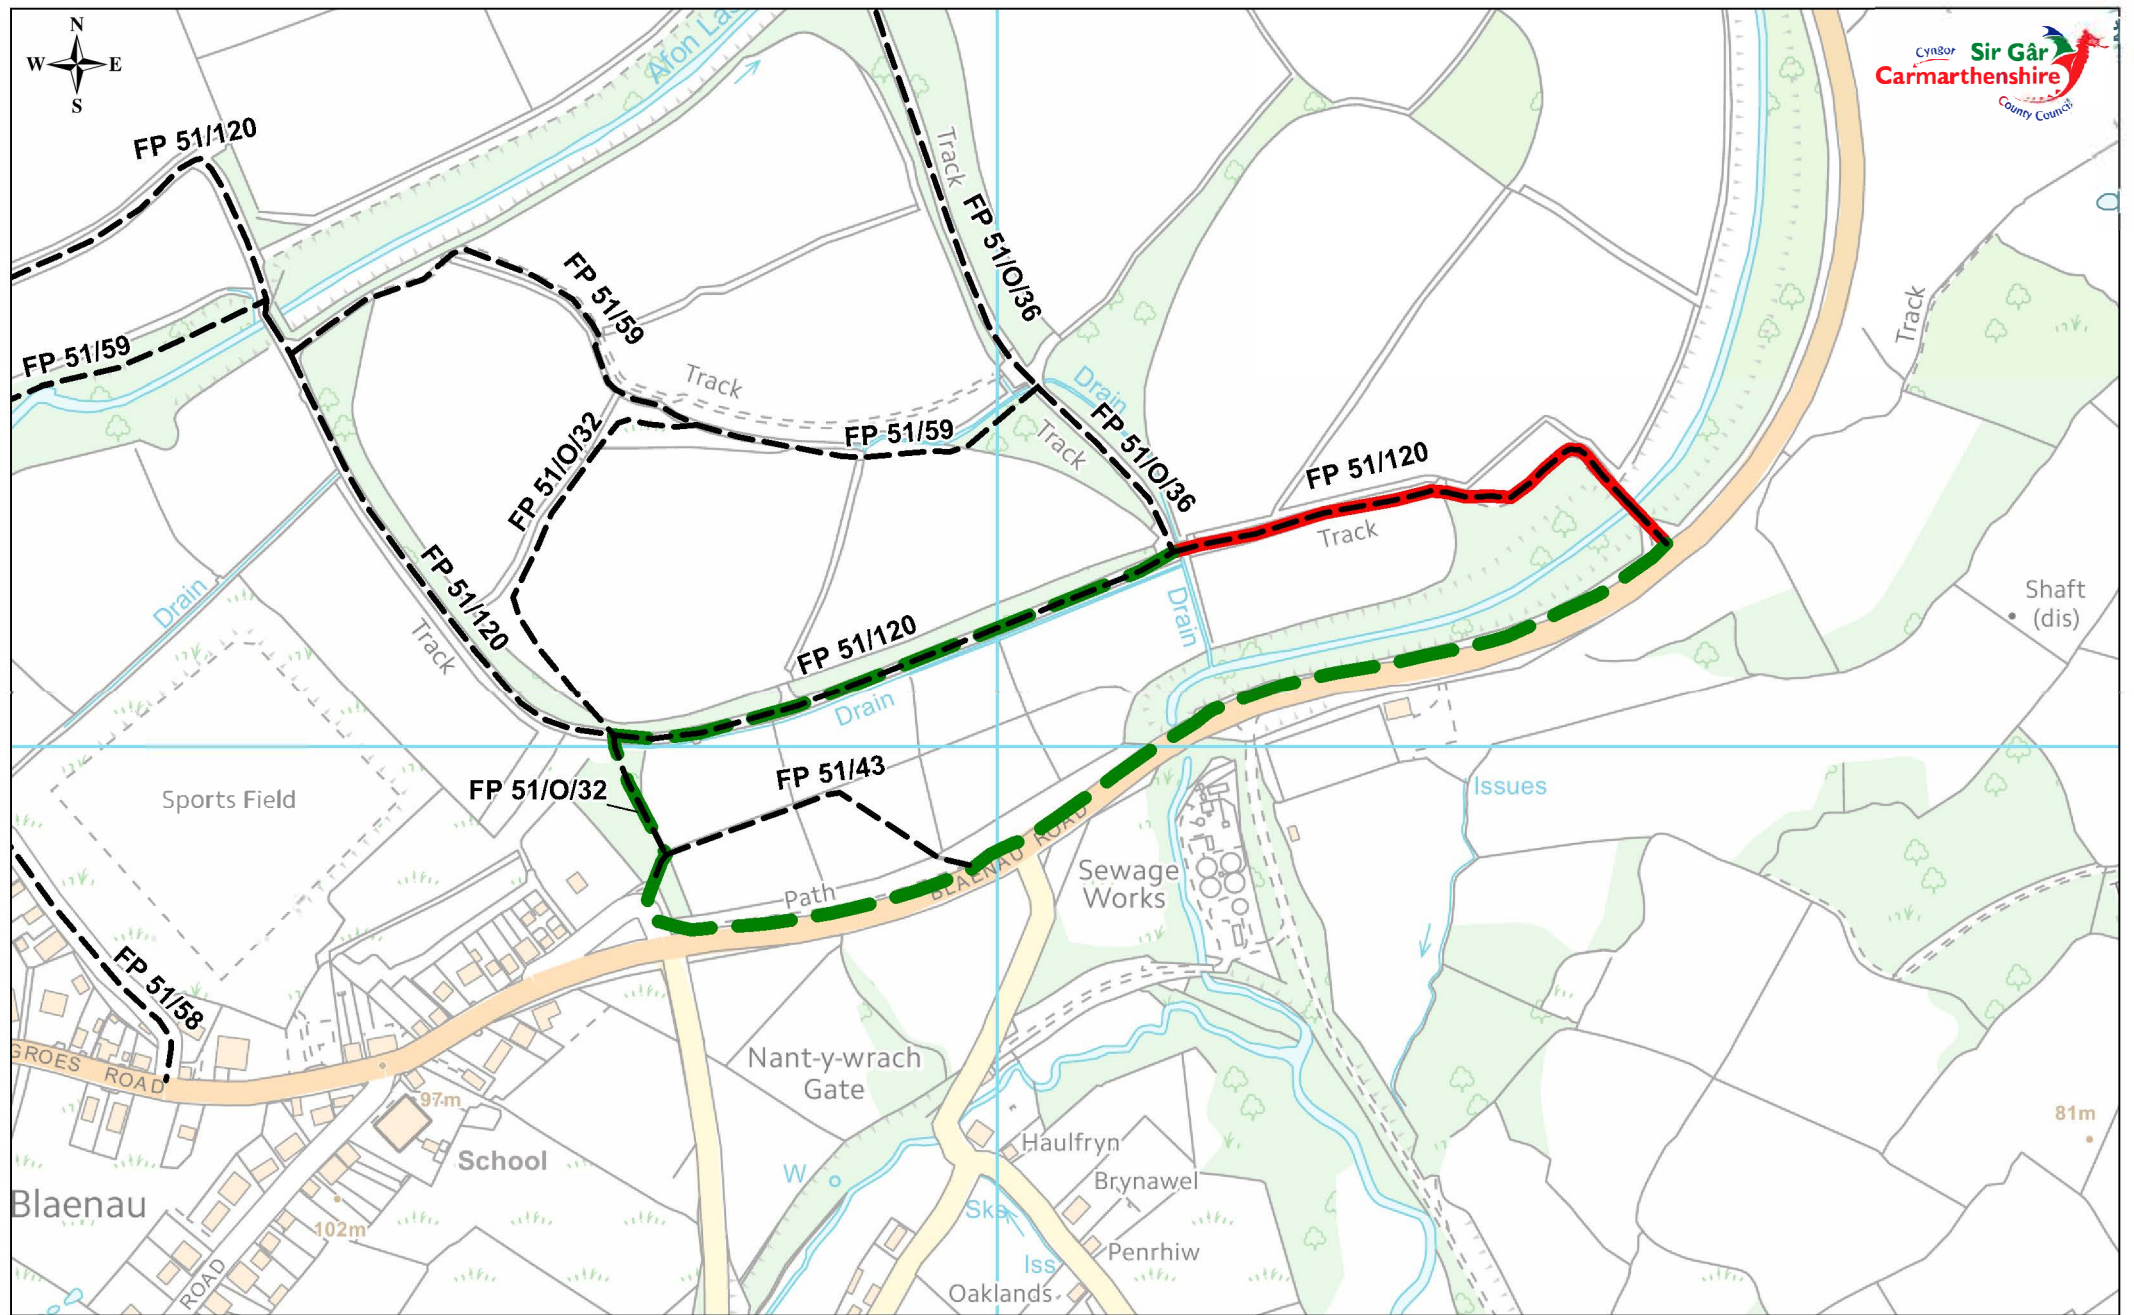 N
W E
S
Afon
Cyngor Sir Gâr
Carmarthenshire
County Council
FP 51/120
Track
FP 51/O/36
FP 51/59
Track
FP 51/59
Track
Drain
FP 51/O/36
Track
FP 51/59
FP 51/O/32
FP 51/120
Track
Drain
FP 51/120
Track
Drain
Shaft
(dis)
FP 51/120
Drain
Sports Field
FP 51/O/32
FP 51/43
Issues
BLAENAU ROAD
Path
Sewage
Works
FP 51/58
GROES ROAD
Nant-y-wrach
Gate
97m
81m
School
Haulfryn
W
Brynawel
Blaenau
Sks
102m
Penrhiw
Iss
ROAD
Oaklands